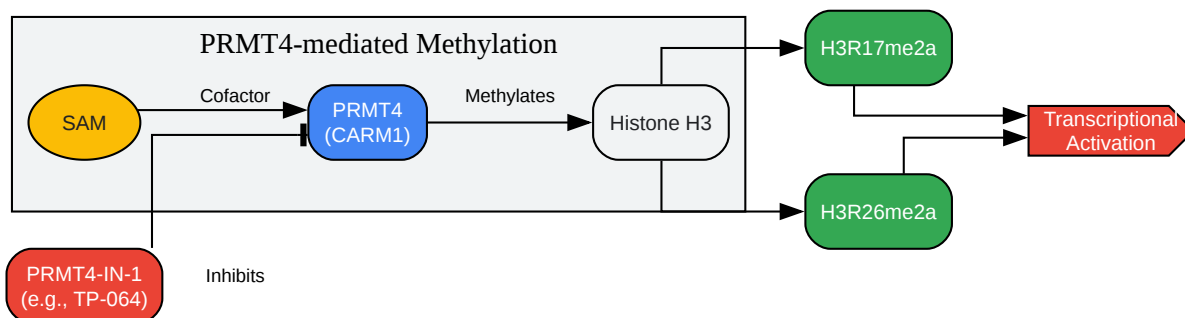 PRMT4-mediated Methylation
SAM
Cofactor
PRMT4
(CARM1)
Methylates
Histone H3
H3R17me2a
H3R26me2a
Transcriptional
Activation
PRMT4-IN-1
(e.g., TP-064)
Inhibits